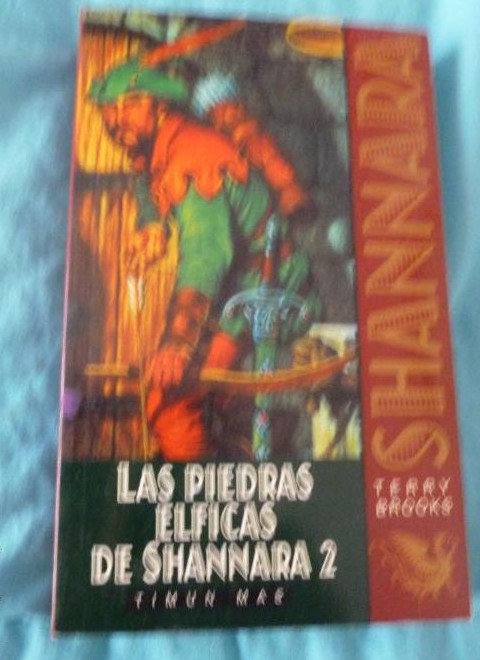 SHANNARA
TERRY
BROOKS
LAS PIEDRAS
ÉLFICAS
DE SHANNARA 2
TIMUN MAS